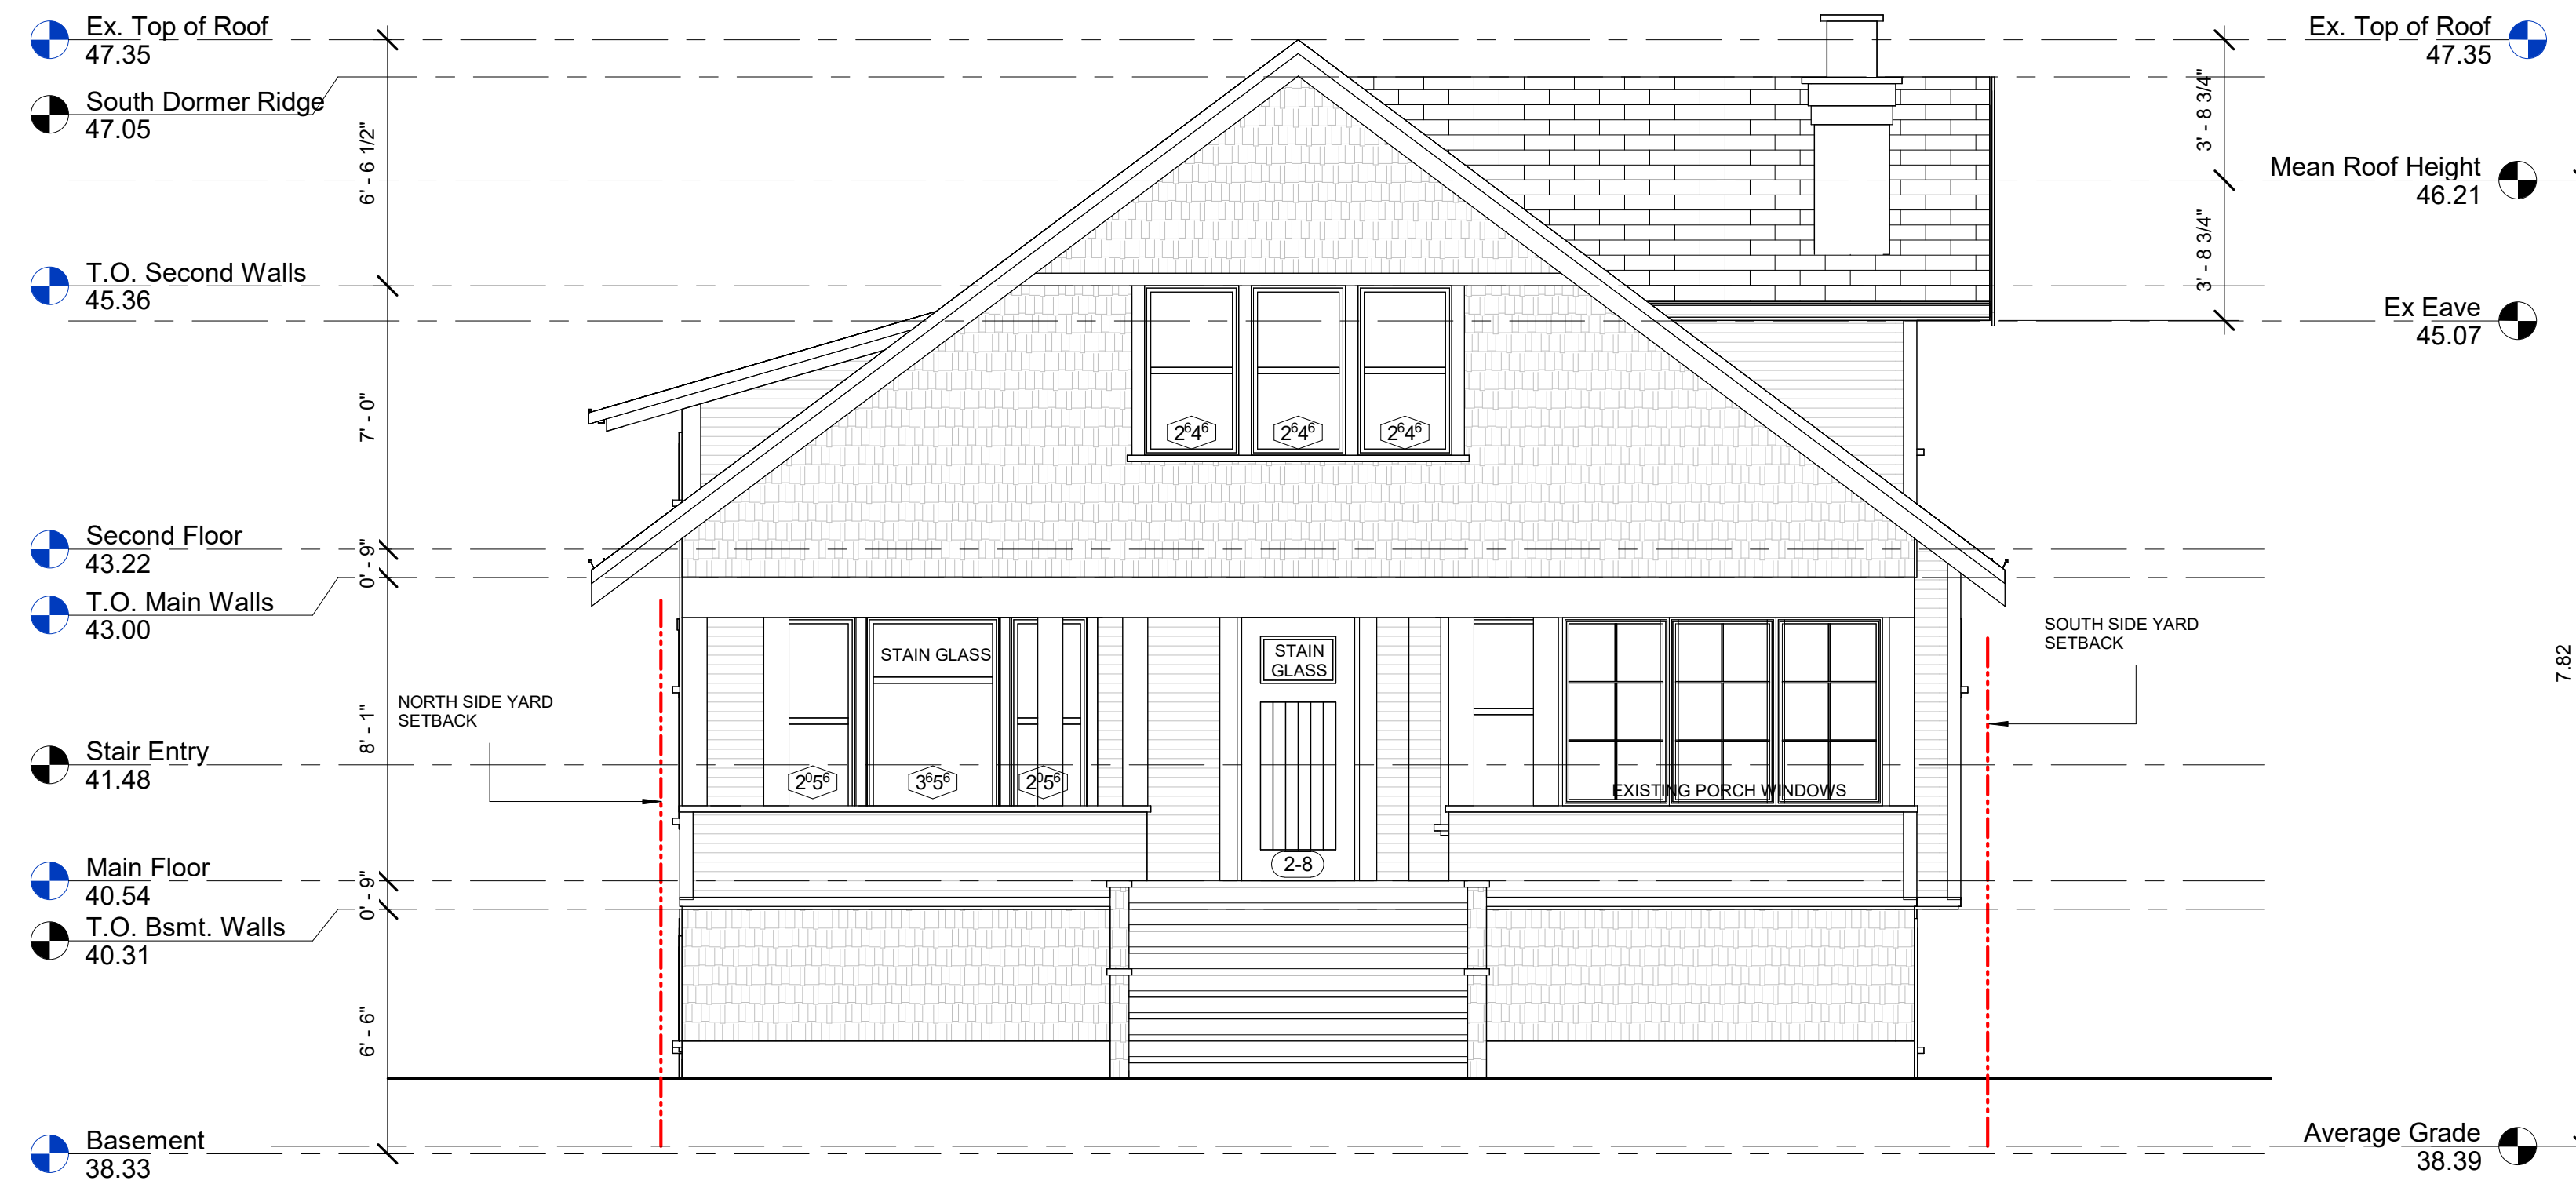 Ex. Top of Roof
47.35
South Dormer Ridge
47.05
6' - 6 1/2"
T.O. Second Walls
45.36
7' - 0"
Second Floor
43.22
0' - 9"
T.O. Main Walls
43.00
NORTH SIDE YARD
SETBACK
8' - 1"
Stair Entry
41.48
Main Floor
40.54
0' - 9"
T.O. Bsmt. Walls
40.31
6' - 6"
Basement
38.33
2⁶4⁶
2⁶4⁶
2⁶4⁶
STAIN GLASS
STAIN
GLASS
2⁰5⁶
3⁶5⁶
2⁰5⁶
EXISTING PORCH WINDOWS
2-8
Ex. Top of Roof
47.35
3' - 8 3/4"
Mean Roof Height
46.21
3' - 8 3/4"
Ex Eave
45.07
SOUTH SIDE YARD
SETBACK
7.82
Average Grade
38.39